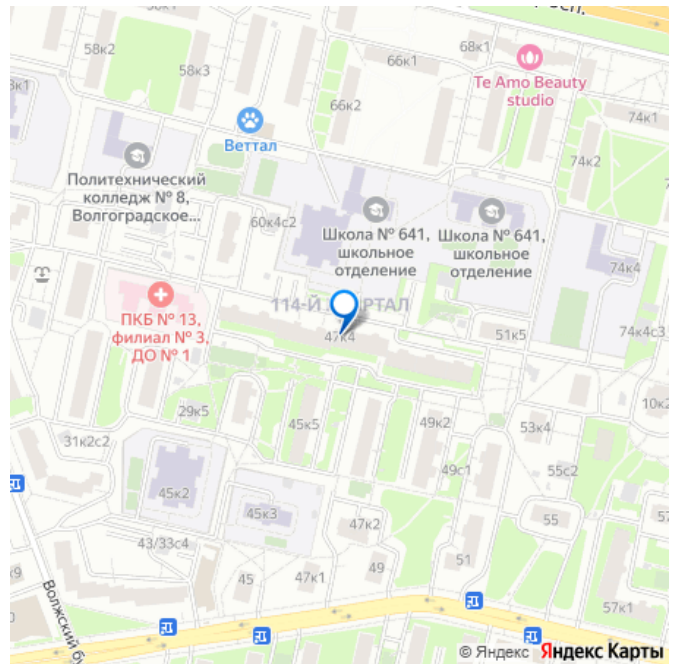 58к2
58к3
66к1
68к1
Te Amo Beauty
studio
66к2
74к1
74к2
Веттал
Политехнический
колледж № 8,
Волгоградское...
60к4с2
Школа № 641,
школьное
отделение
Школа № 641,
школьное
отделение
74к4
ПКБ № 13,
филиал № 3,
ДО № 1
47к4
51к5
74к4с3
29к5
45к5
49к2
53к4
10к2
31к2с2
49с1
55с2
45к2
45к3
47к2
55
57
43/33с4
45
47к1
49
51
57к1
Волжский бу
© Яндекс Яндекс Карты